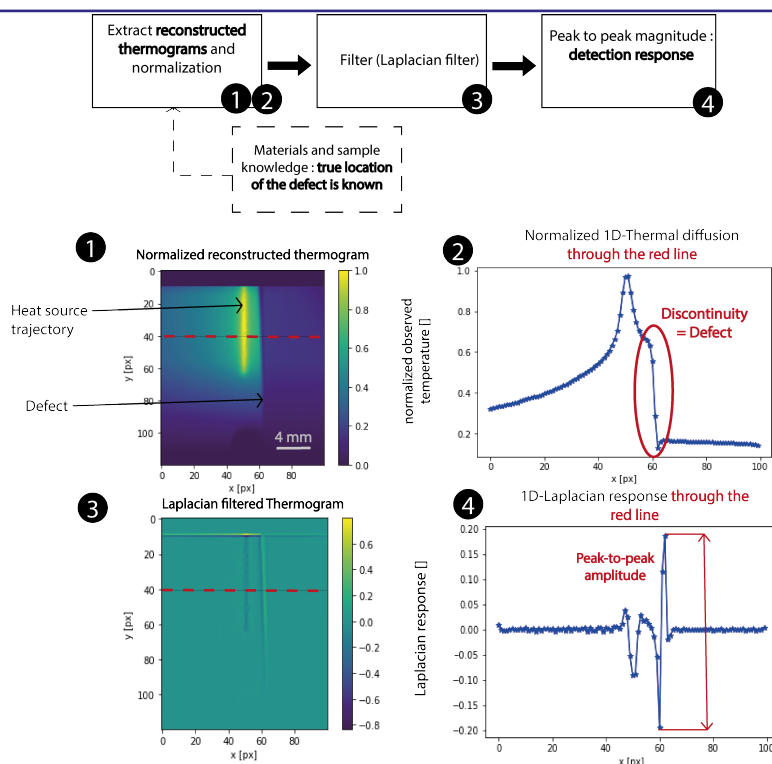 Extract reconstructed
thermograms and
normalization
1
2
Filter (Laplacian filter)
3
Peak to peak magnitude :
detection response
4
Materials and sample
knowledge : true location
of the defect is known
1
Normalized reconstructed thermogram
Heat source
trajectory
Defect
0
20
40
60
80
100
y [px]
0 20 40 60 80
x [px]
4 mm
1.0
0.8
0.6
0.4
0.2
0.0
2
Normalized 1D-Thermal diffusion
through the red line
normalized observed
temperature []
1.0
0.8
0.6
0.4
0.2
Discontinuity
= Defect
0 20 40 60 80 100
x [px]
3
Laplacian filtered Thermogram
0
20
40
60
80
100
y [px]
0 20 40 60 80
x [px]
0.6
0.4
0.2
0.0
-0.2
-0.4
-0.6
-0.8
4
1D-Laplacian response through the
red line
Laplacian response []
0.20
0.15
0.10
0.05
0.00
-0.05
-0.10
-0.15
-0.20
Peak-to-peak
amplitude
0 20 40 60 80 100
x [px]